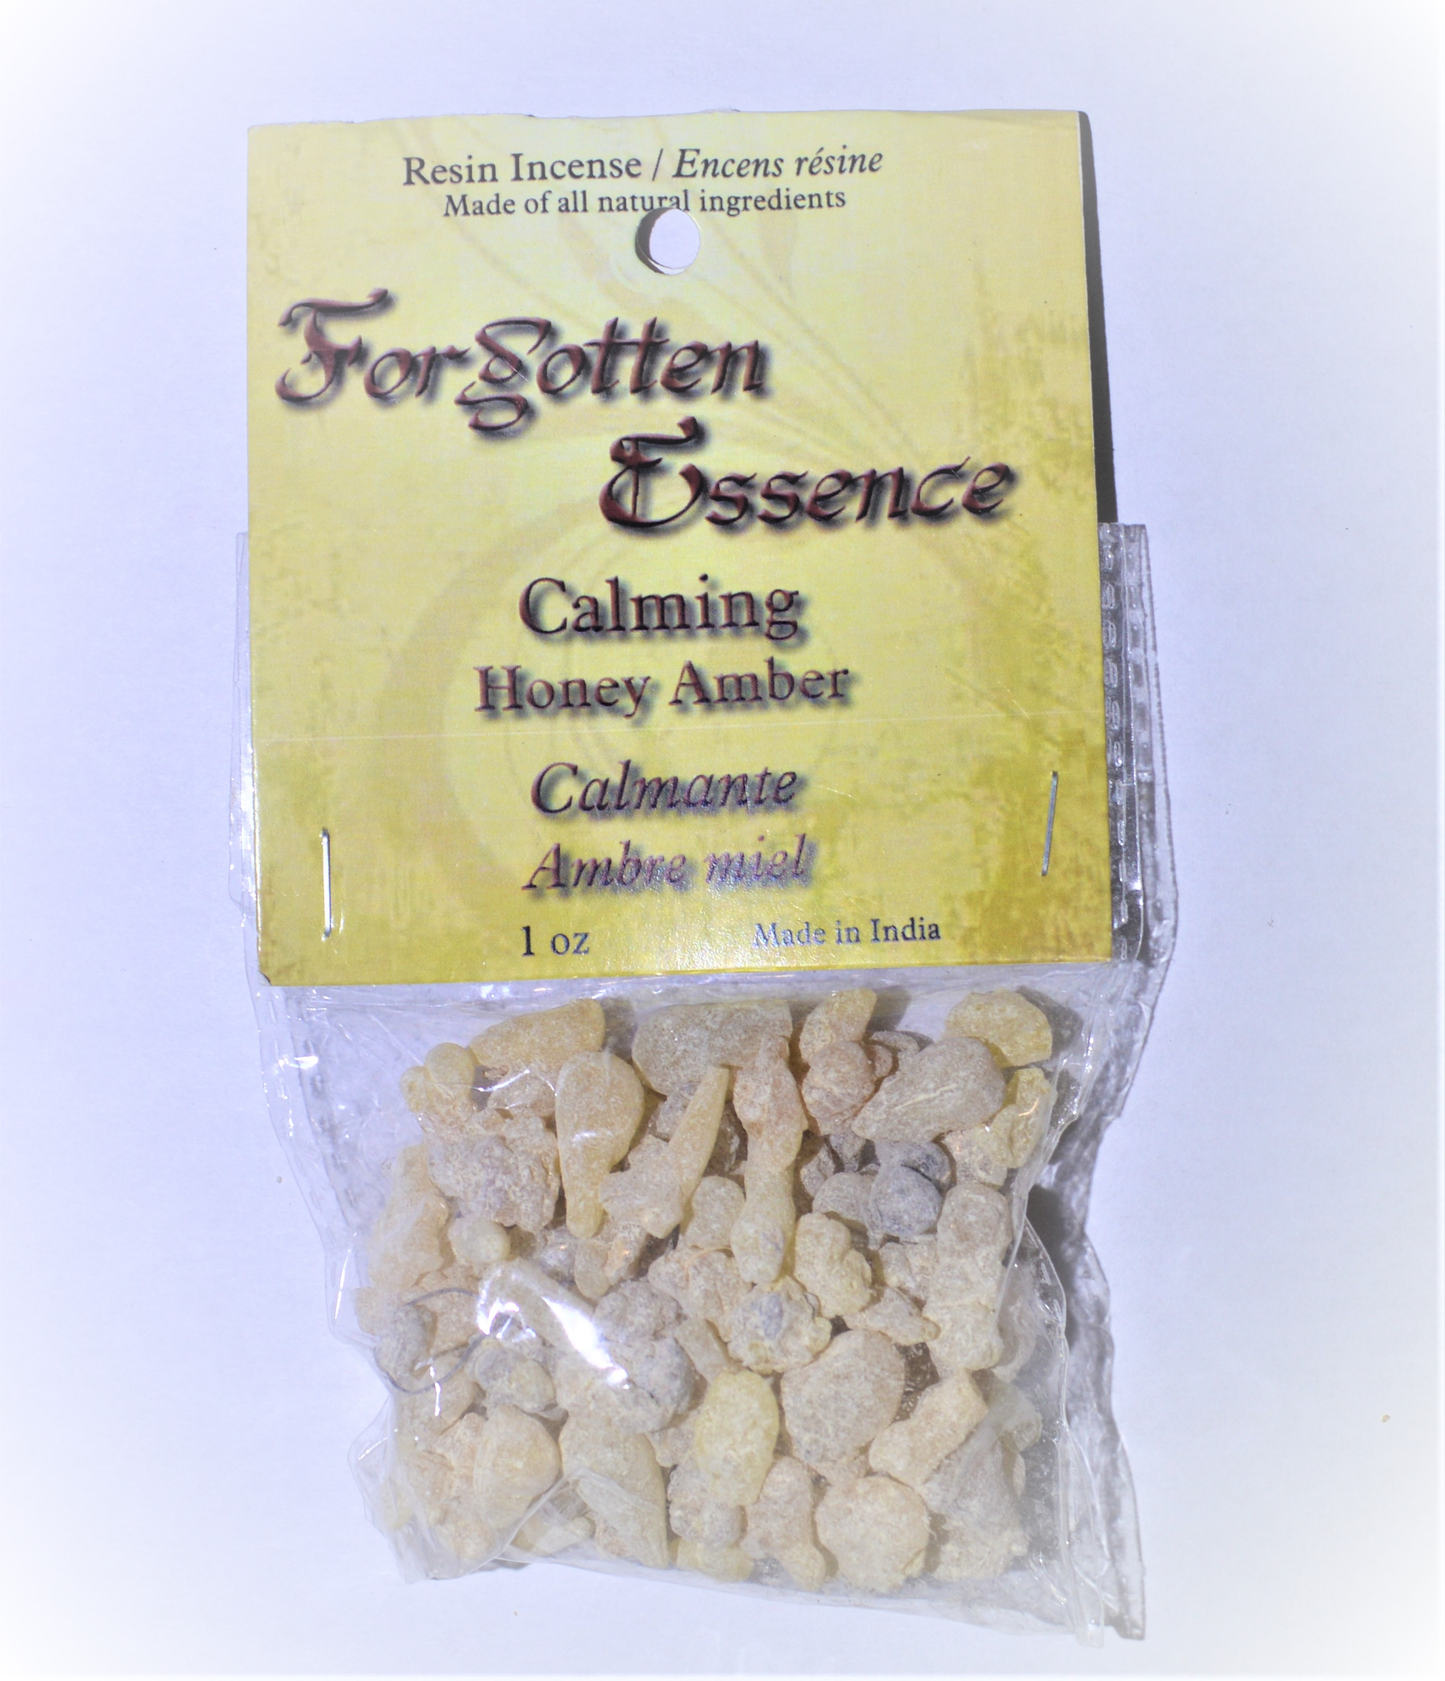 Resin Incense / Encens résine
Made of all natural ingredients
Forgotten
Essence
Calming
Honey Amber
Calmante
Ambre miel
1 oz Made in India